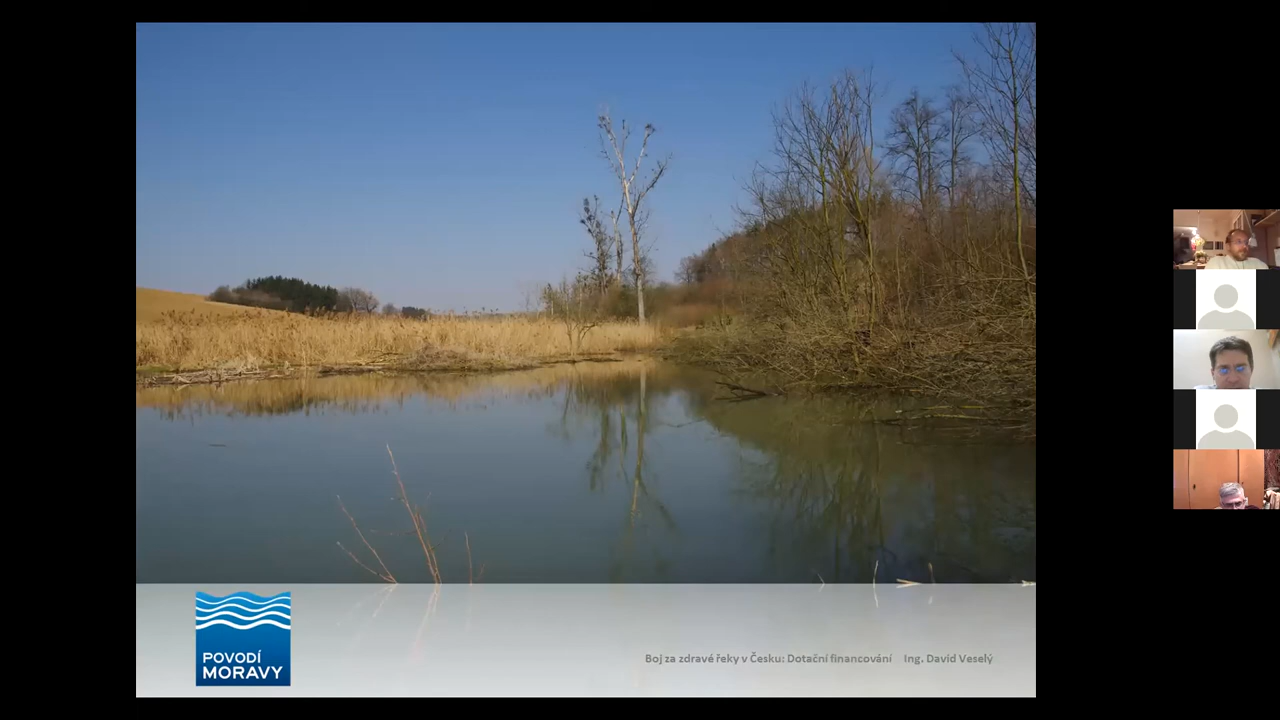 POVODÍ
MORAVY
Boj za zdravé řeky v Česku: Dotační financování Ing. David Veselý